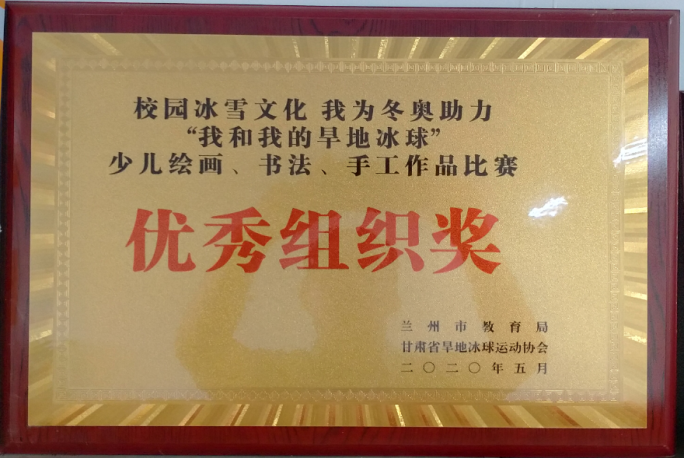 校园冰雪文化 我为冬奥助力
“我和我的旱地冰球”
少儿绘画、书法、手工作品比赛
优秀组织奖
兰州市教育局
甘肃省旱地冰球运动协会
二〇二〇年五月